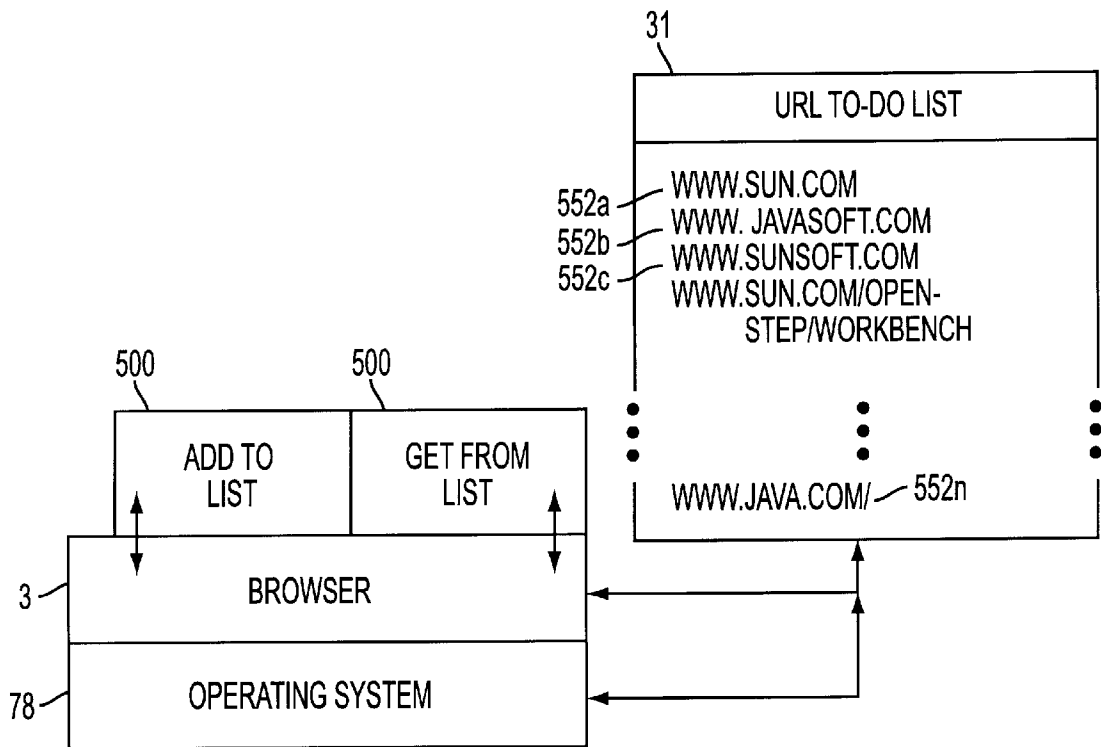 31
URL TO-DO LIST
552a
WWW.SUN.COM
552b
WWW. JAVASOFT.COM
552c
WWW.SUNSOFT.COM
WWW.SUN.COM/OPEN-
STEP/WORKBENCH
WWW.JAVA.COM/
552n
500
500
ADD TO
LIST
GET FROM
LIST
3
BROWSER
78
OPERATING SYSTEM